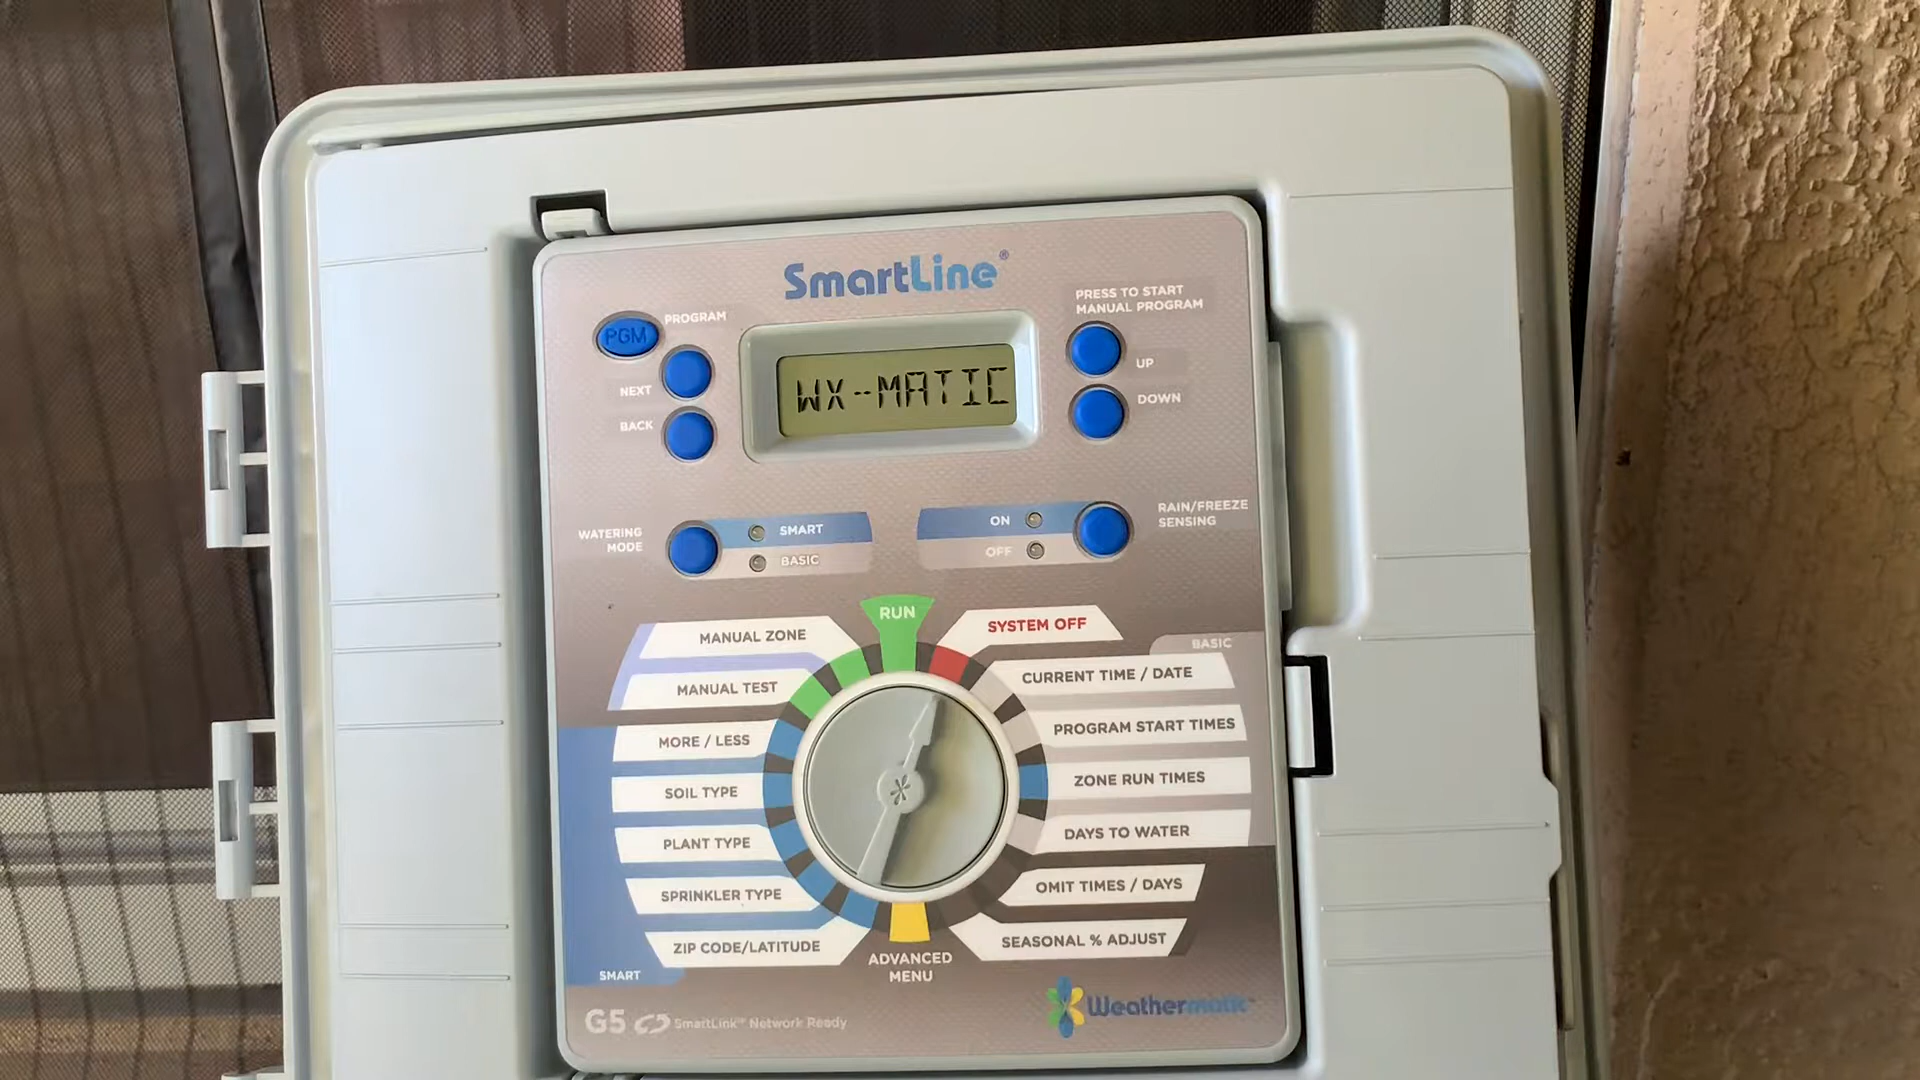 SmartLine®
PGM
PROGRAM
NEXT
BACK
WX-MATIC
PRESS TO START
MANUAL PROGRAM
UP
DOWN
WATERING
MODE
SMART
BASIC
ON
OFF
RAIN/FREEZE
SENSING
RUN
MANUAL ZONE
MANUAL TEST
MORE / LESS
SOIL TYPE
PLANT TYPE
SPRINKLER TYPE
ZIP CODE/LATITUDE
SMART
SYSTEM OFF
BASIC
CURRENT TIME / DATE
PROGRAM START TIMES
ZONE RUN TIMES
DAYS TO WATER
OMIT TIMES / DAYS
SEASONAL % ADJUST
ADVANCED
MENU
G5 SmartLink™ Network Ready
Weathermatic™